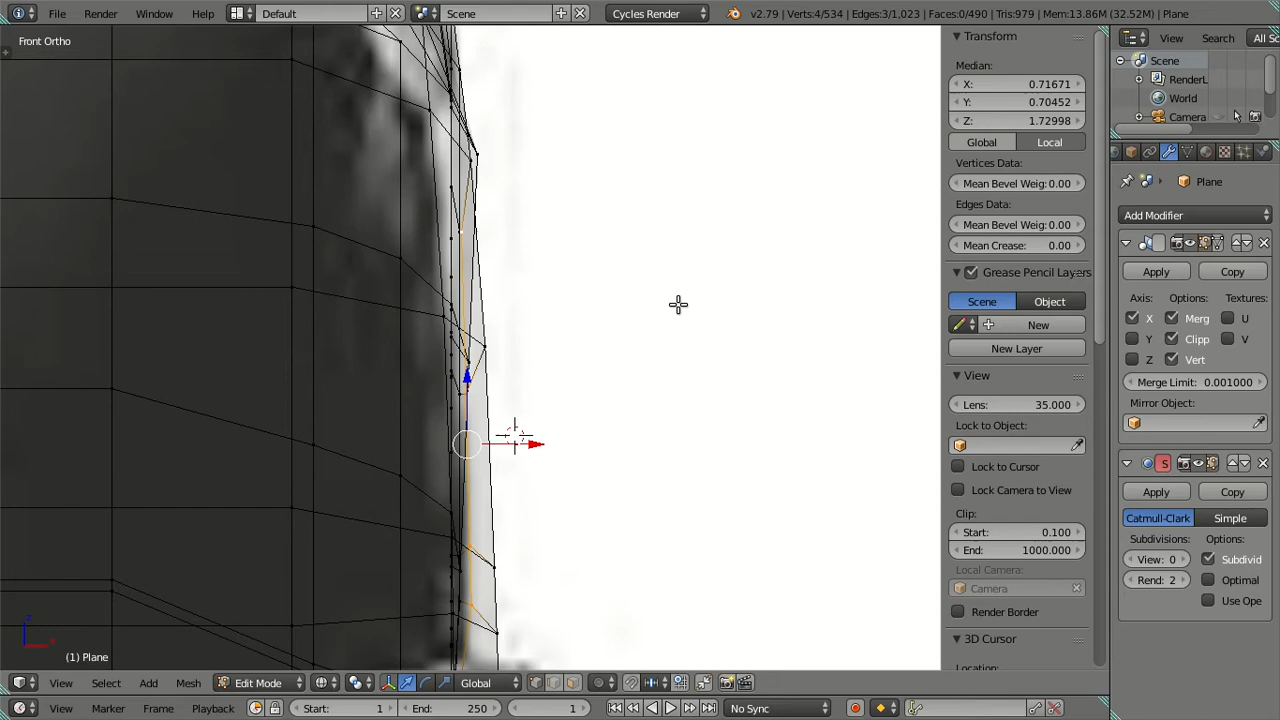 File Render Window Help Default Scene Cycles Render v2.79 | Verts:4/534 | Edges:3/1,023 | Faces:0/490 | Tris:979 | Mem:13.86M (32.52M) | Plane
Front Ortho
Transform
Median:
X: 0.71671
Y: 0.70452
Z: 1.72998
Global Local
Vertices Data:
Mean Bevel Weig: 0.00
Edges Data:
Mean Bevel Weig: 0.00
Mean Crease: 0.00
Grease Pencil Layers
Scene Object
New
New Layer
View
Lens: 35.000
Lock to Object:
Lock to Cursor
Lock Camera to View
Clip:
Start: 0.100
End: 1000.000
Local Camera:
Camera
Render Border
3D Cursor
Location:
View Search All Sc
Scene
RenderL
World
Camera
Plane
Add Modifier
Apply Copy
Axis: Options: Textures:
X Merg U
Y Clipp V
Z Vert
Merge Limit: 0.001000
Mirror Object:
S
Apply Copy
Catmull-Clark Simple
Subdivisions: Options:
View: 0 Subdivid
Rend: 2 Optimal
Use Ope
z
x
(1) Plane
View Select Add Mesh Edit Mode Global
View Marker Frame Playback Start: 1 End: 250 1 No Sync